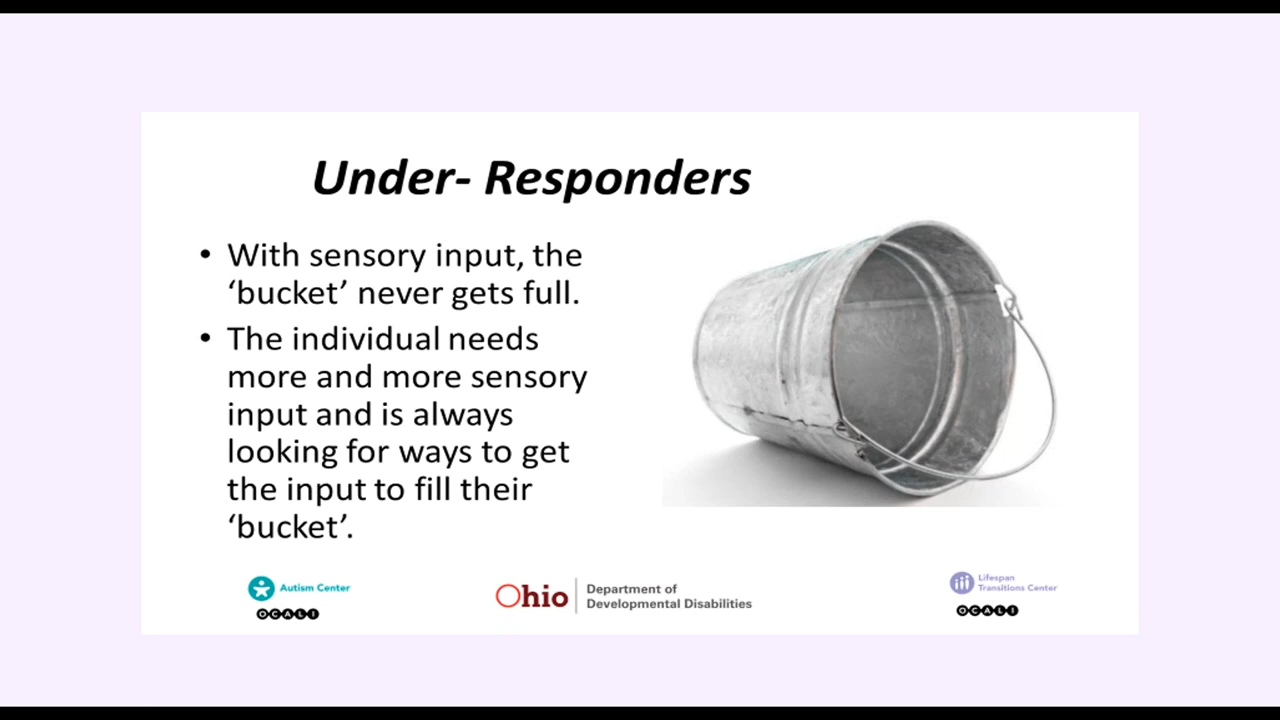 Under- Responders
• With sensory input, the
‘bucket’ never gets full.
• The individual needs
more and more sensory
input and is always
looking for ways to get
the input to fill their
‘bucket’.
Autism Center
OCALI
Ohio
Department of
Developmental Disabilities
Lifespan
Transitions Center
OCALI